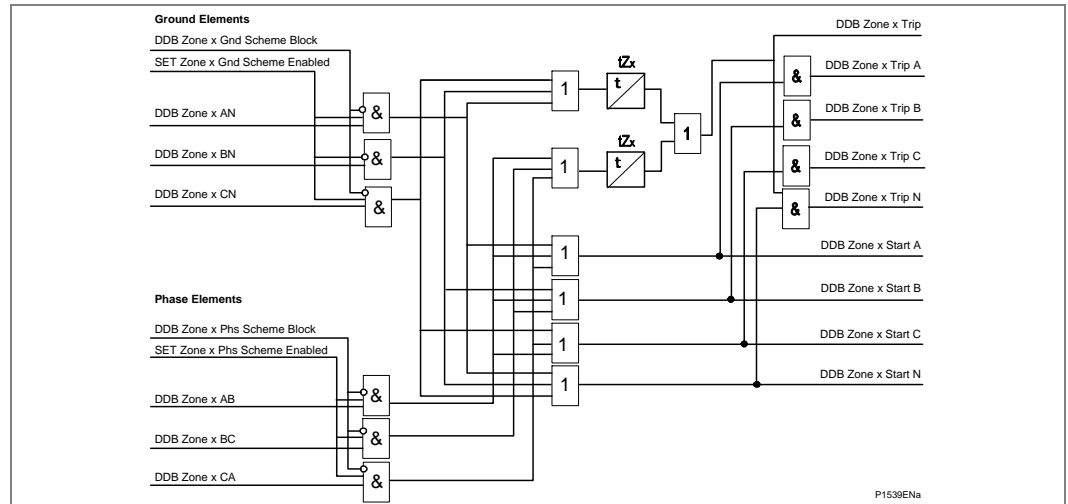 Ground Elements
DDB Zone x Gnd Scheme Block
SET Zone x Gnd Scheme Enabled
DDB Zone x AN
DDB Zone x BN
DDB Zone x CN
Phase Elements
DDB Zone x Phs Scheme Block
SET Zone x Phs Scheme Enabled
DDB Zone x AB
DDB Zone x BC
DDB Zone x CA
&
&
&
&
&
&
1
1
tZx
t
tZx
t
1
1
1
1
1
&
&
&
&
DDB Zone x Trip
DDB Zone x Trip A
DDB Zone x Trip B
DDB Zone x Trip C
DDB Zone x Trip N
DDB Zone x Start A
DDB Zone x Start B
DDB Zone x Start C
DDB Zone x Start N
P1539ENa